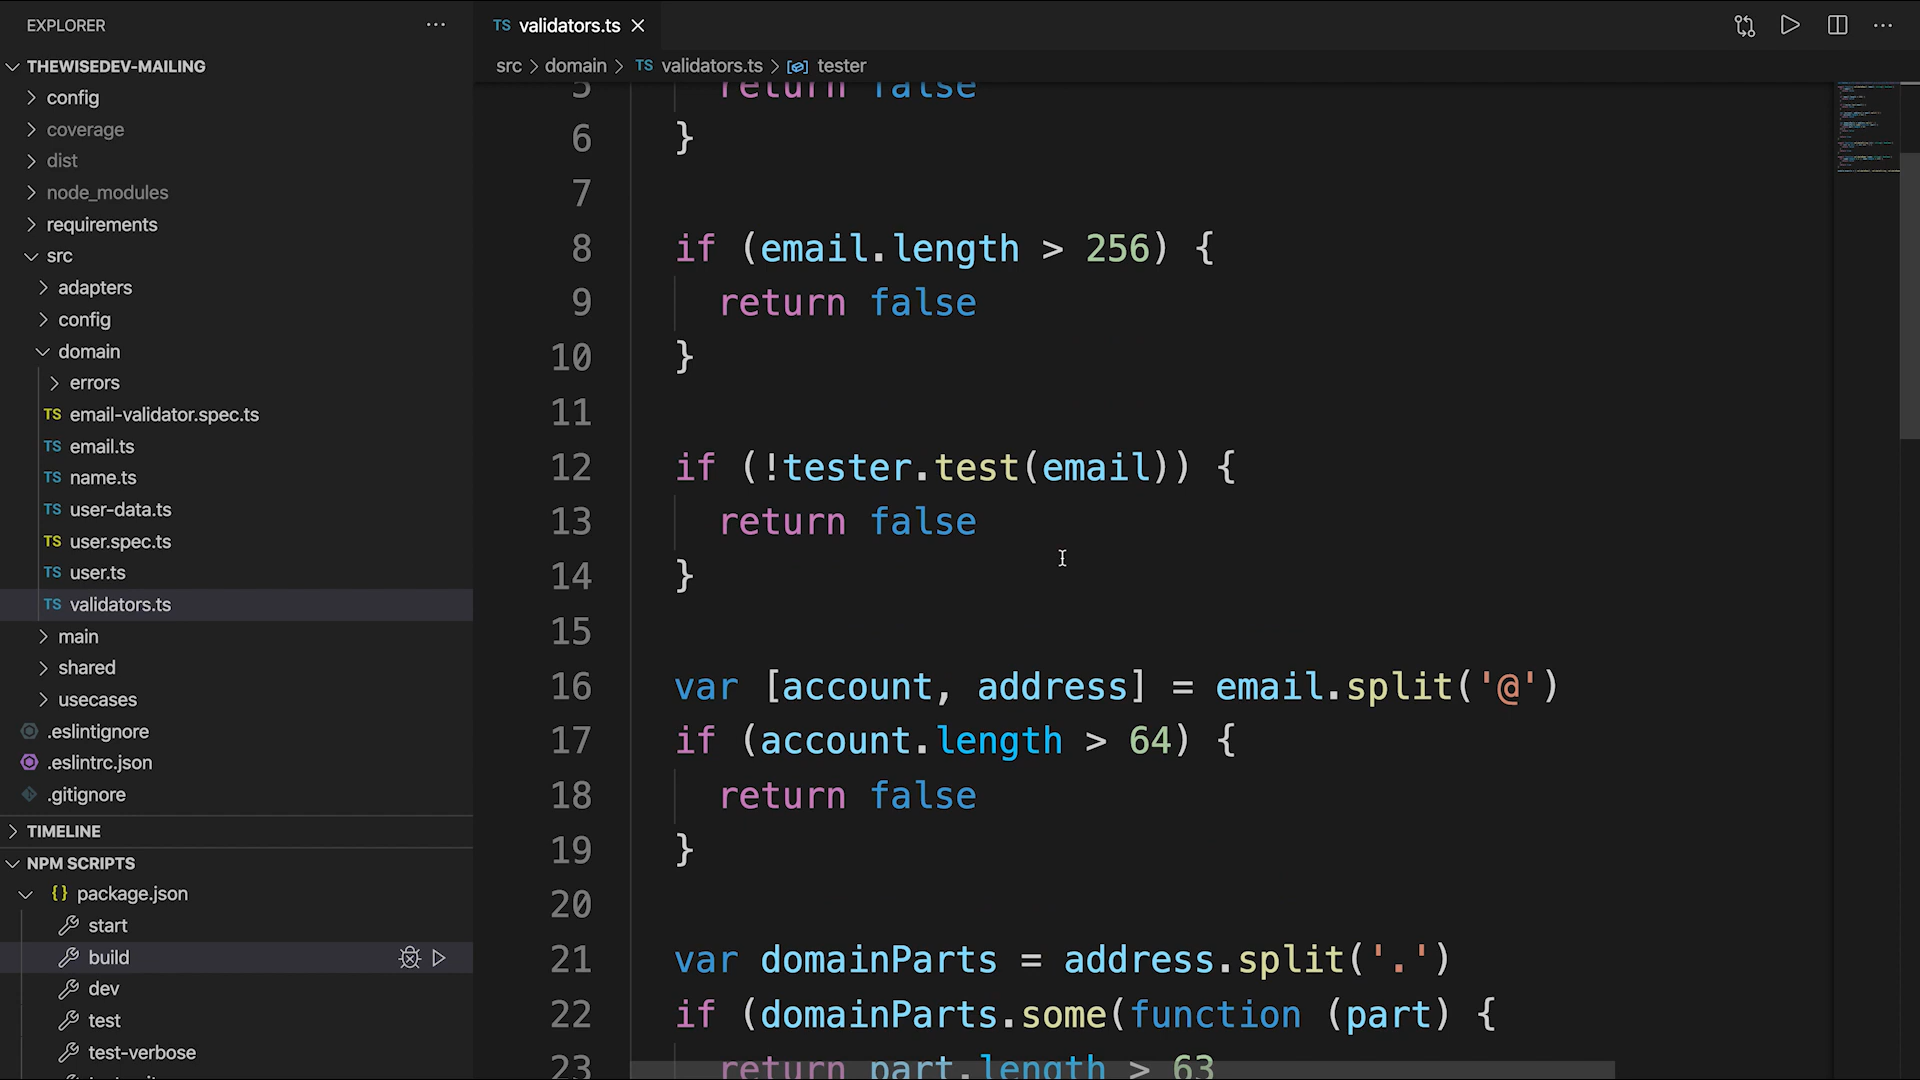 EXPLORER
THEWISEDEV-MAILING
config
coverage
dist
node_modules
requirements
src
adapters
config
domain
errors
TS email-validator.spec.ts
TS email.ts
TS name.ts
TS user-data.ts
TS user.spec.ts
TS user.ts
TS validators.ts
main
shared
usecases
.eslintignore
.eslintrc.json
.gitignore
TIMELINE
NPM SCRIPTS
{} package.json
start
build
dev
test
test-verbose
TS validators.ts
src > domain > TS validators.ts > tester
5 return false
6 }
7
8 if (email.length > 256) {
9 return false
10 }
11
12 if (!tester.test(email)) {
13 return false
14 }
15
16 var [account, address] = email.split('@')
17 if (account.length > 64) {
18 return false
19 }
20
21 var domainParts = address.split('.')
22 if (domainParts.some(function (part) {
23 return part.length > 63